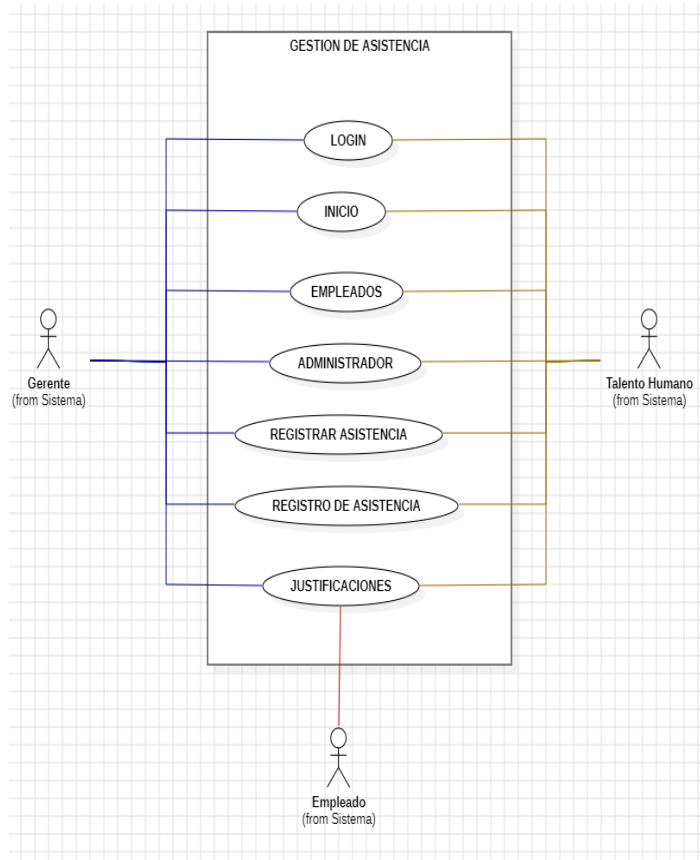 GESTION DE ASISTENCIA
LOGIN
INICIO
EMPLEADOS
ADMINISTRADOR
REGISTRAR ASISTENCIA
REGISTRO DE ASISTENCIA
JUSTIFICACIONES
Gerente
(from Sistema)
Talento Humano
(from Sistema)
Empleado
(from Sistema)